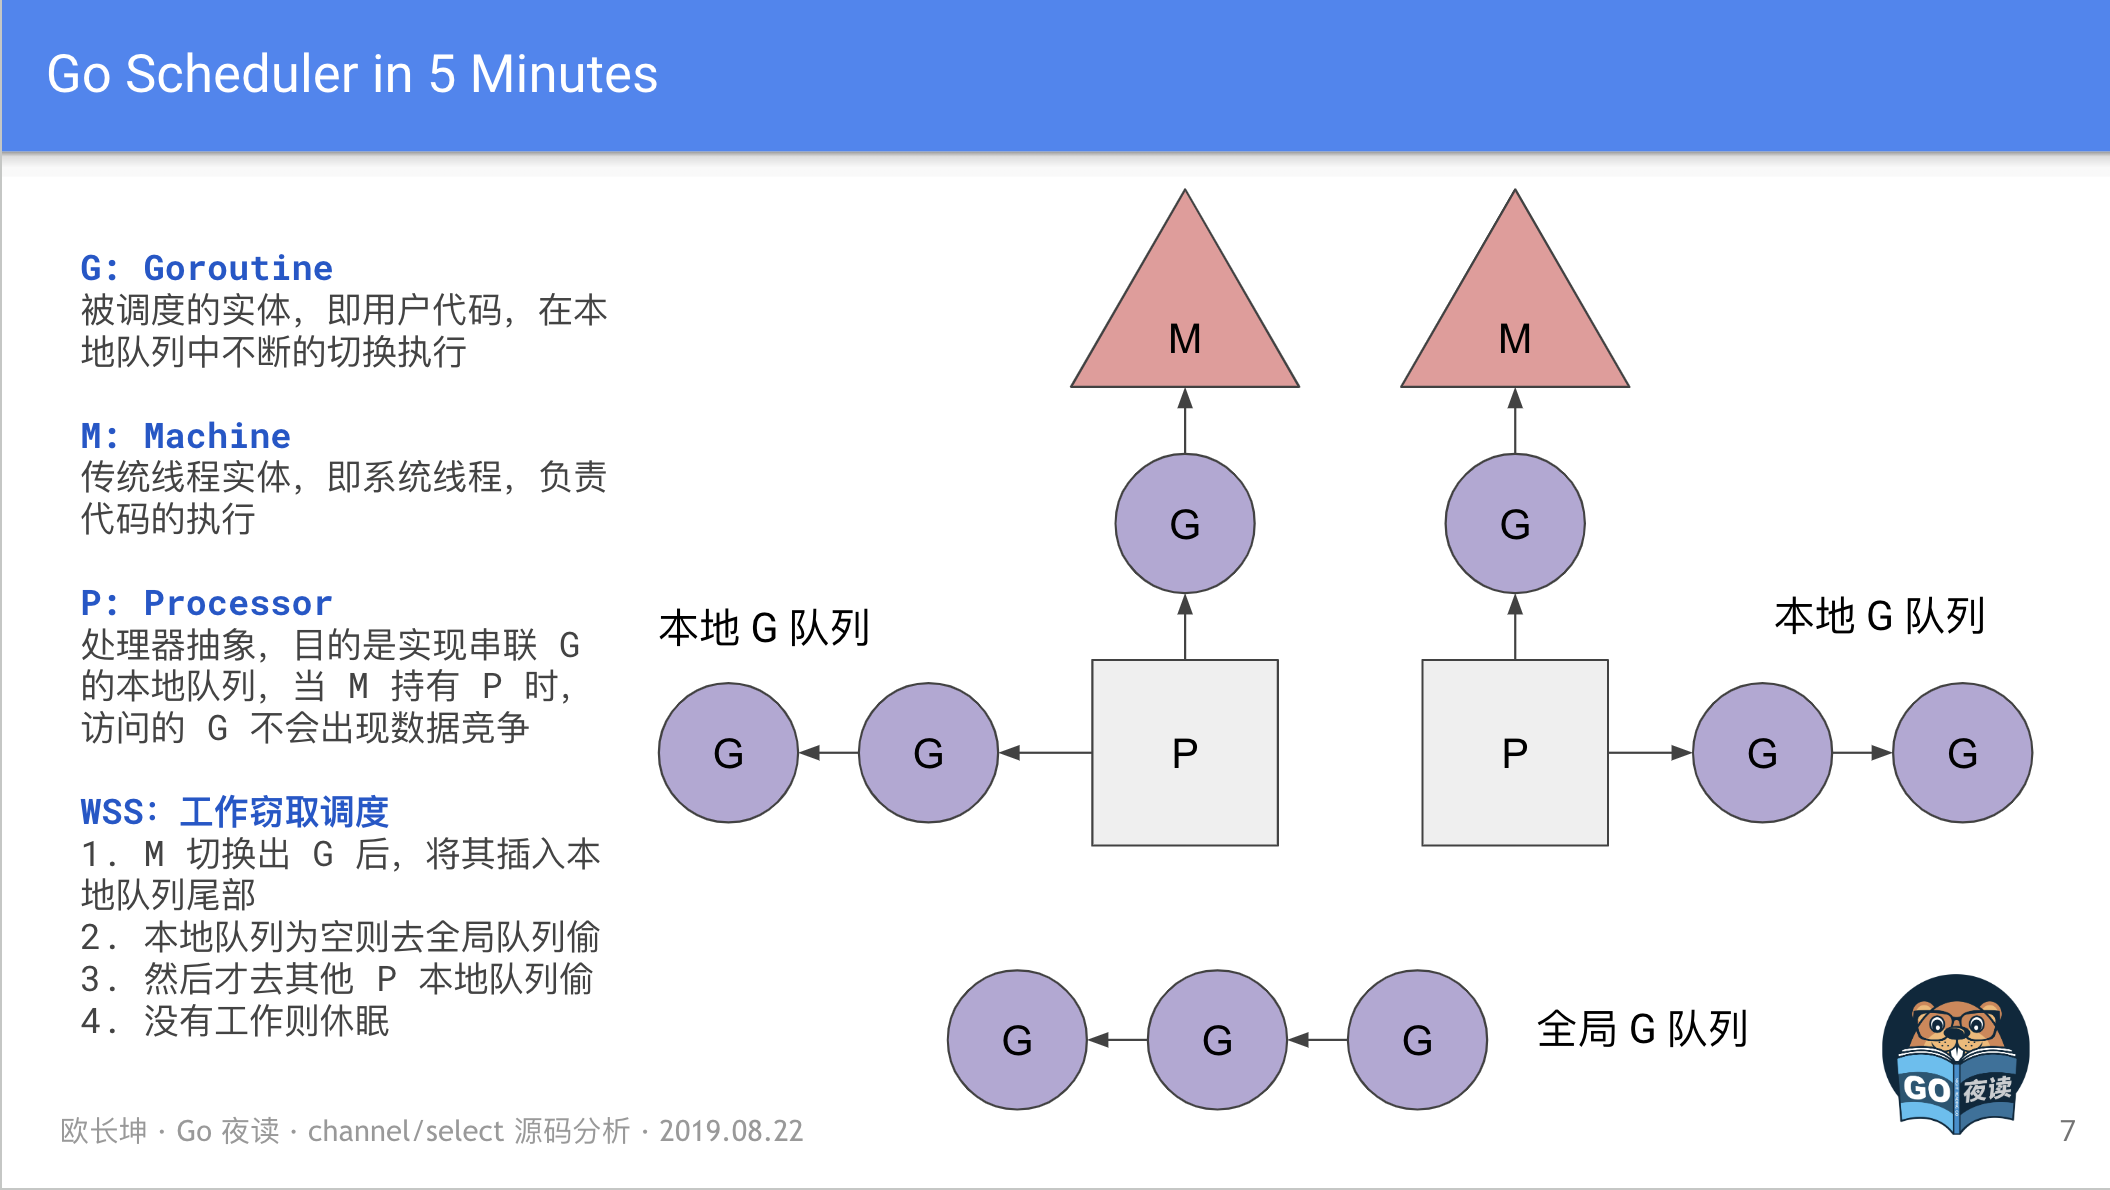 Go Scheduler in 5 Minutes
G: Goroutine
被调度的实体，即用户代码，在本
地队列中不断的切换执行
M: Machine
传统线程实体，即系统线程，负责
代码的执行
P: Processor
处理器抽象，目的是实现串联 G
的本地队列，当 M 持有 P 时，
访问的 G 不会出现数据竞争
WSS: 工作窃取调度
1. M 切换出 G 后，将其插入本
地队列尾部
2. 本地队列为空则去全局队列偷
3. 然后才去其他 P 本地队列偷
4. 没有工作则休眠
M
M
G
G
本地 G 队列
本地 G 队列
G
G
P
P
G
G
G
G
G
全局 G 队列
GO 夜读
欧长坤 · Go 夜读 · channel/select 源码分析 · 2019.08.22
7